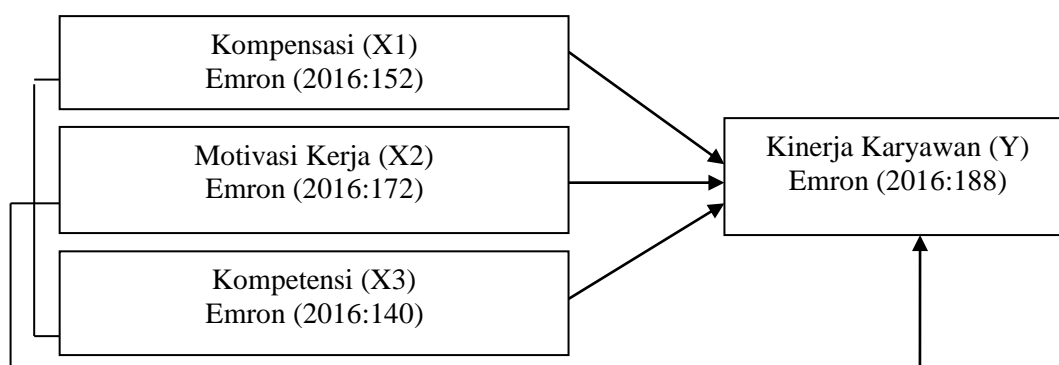 Kompensasi (X1)
Emron (2016:152)
Motivasi Kerja (X2)
Emron (2016:172)
Kompetensi (X3)
Emron (2016:140)
Kinerja Karyawan (Y)
Emron (2016:188)